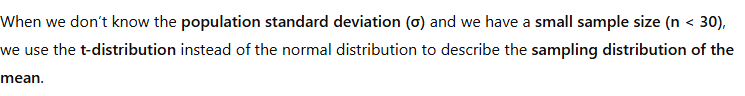 When we don’t know the population standard deviation (σ) and we have a small sample size (n < 30),
we use the t-distribution instead of the normal distribution to describe the sampling distribution of the
mean.